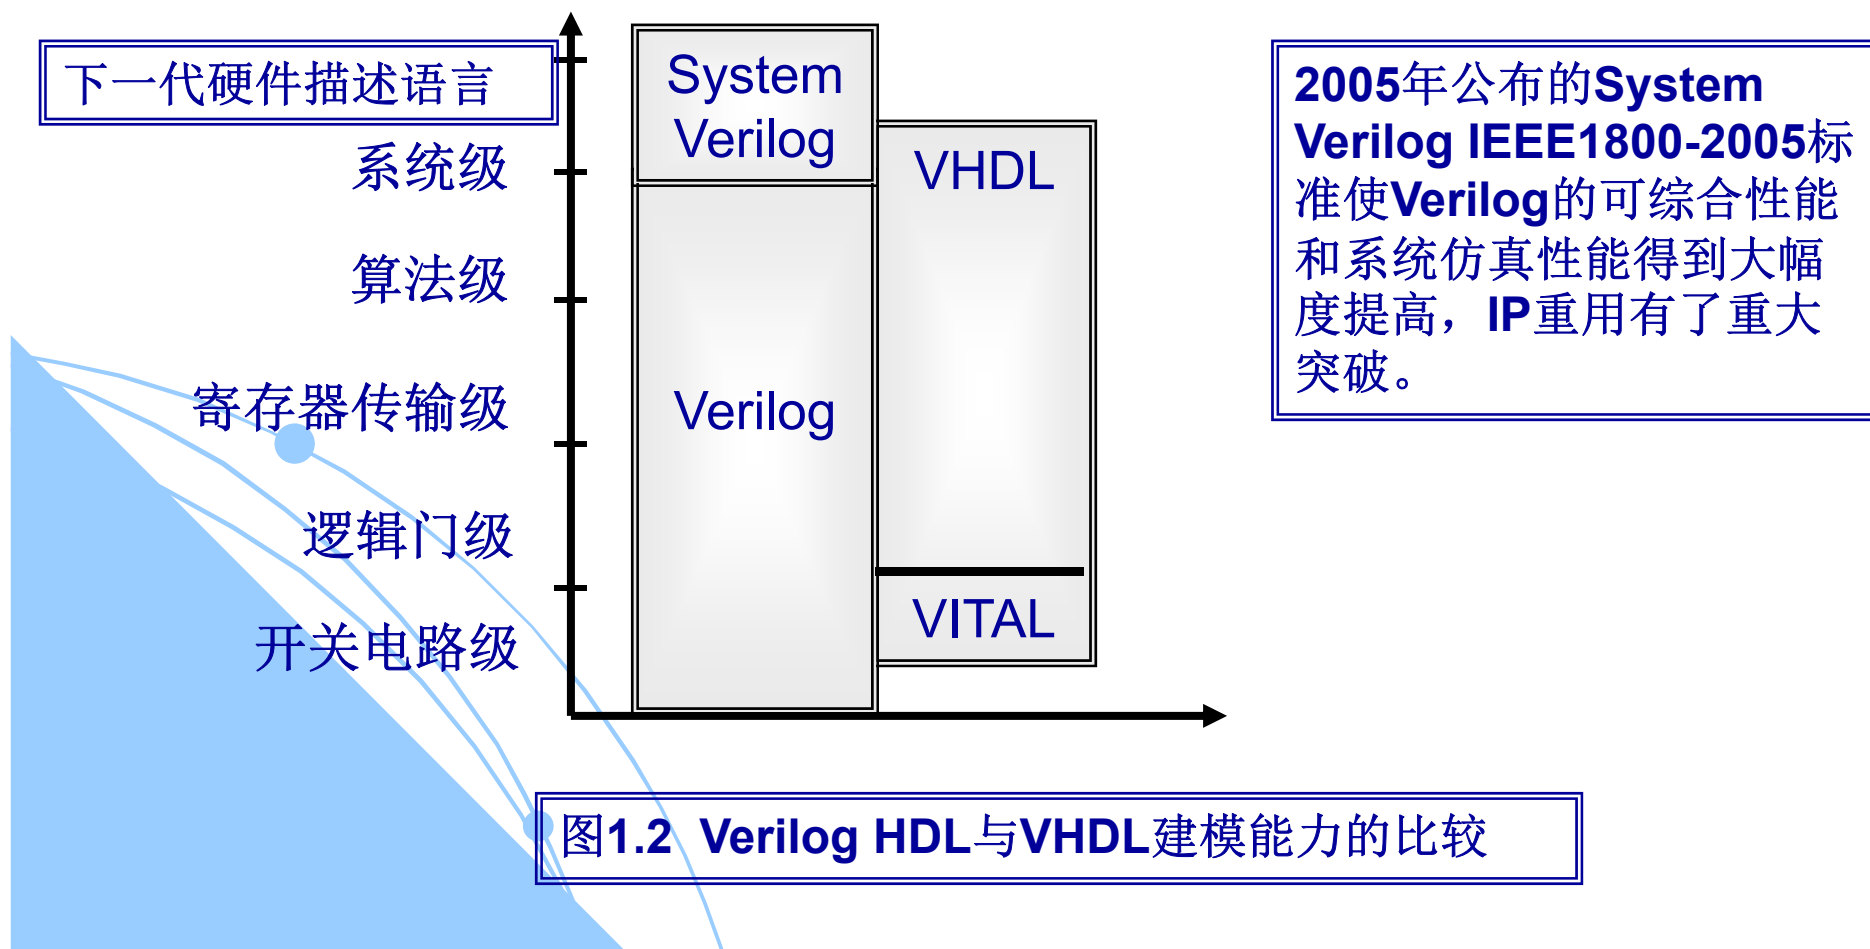 下一代硬件描述语言
系统级
算法级
寄存器传输级
逻辑门级
开关电路级
System
Verilog
Verilog
VHDL
VITAL
2005年公布的System
Verilog IEEE1800-2005标
准使Verilog的可综合性能
和系统仿真性能得到大幅
度提高，IP重用有了重大
突破。
图1.2 Verilog HDL与VHDL建模能力的比较